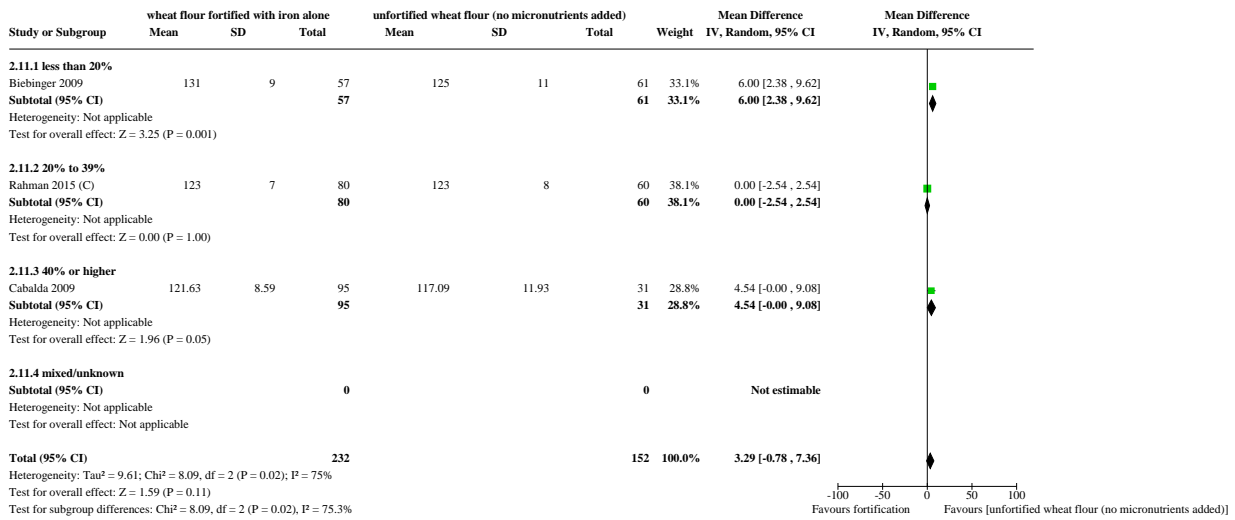 wheat flour fortified with iron alone unfortified wheat flour (no micronutrients added) Mean Difference Mean Difference
Study or Subgroup Mean SD Total Mean SD Total Weight IV, Random, 95% CI IV, Random, 95% CI
2.11.1 less than 20%
Biebinger 2009 131 9 57 125 11 61 33.1% 6.00 [2.38 , 9.62]
Subtotal (95% CI) 57 61 33.1% 6.00 [2.38 , 9.62]
Heterogeneity: Not applicable
Test for overall effect: Z = 3.25 (P = 0.001)
2.11.2 20% to 39%
Rahman 2015 (C) 123 7 80 123 8 60 38.1% 0.00 [-2.54 , 2.54]
Subtotal (95% CI) 80 60 38.1% 0.00 [-2.54 , 2.54]
Heterogeneity: Not applicable
Test for overall effect: Z = 0.00 (P = 1.00)
2.11.3 40% or higher
Cabalda 2009 121.63 8.59 95 117.09 11.93 31 28.8% 4.54 [-0.00 , 9.08]
Subtotal (95% CI) 95 31 28.8% 4.54 [-0.00 , 9.08]
Heterogeneity: Not applicable
Test for overall effect: Z = 1.96 (P = 0.05)
2.11.4 mixed/unknown
Subtotal (95% CI) 0 0 Not estimable
Heterogeneity: Not applicable
Test for overall effect: Not applicable
Total (95% CI) 232 152 100.0% 3.29 [-0.78 , 7.36]
Heterogeneity: Tau² = 9.61; Chi² = 8.09, df = 2 (P = 0.02); I² = 75%
Test for overall effect: Z = 1.59 (P = 0.11) -100 -50 0 50 100
Test for subgroup differences: Chi² = 8.09, df = 2 (P = 0.02), I² = 75.3% Favours fortification Favours [unfortified wheat flour (no micronutrients added)]